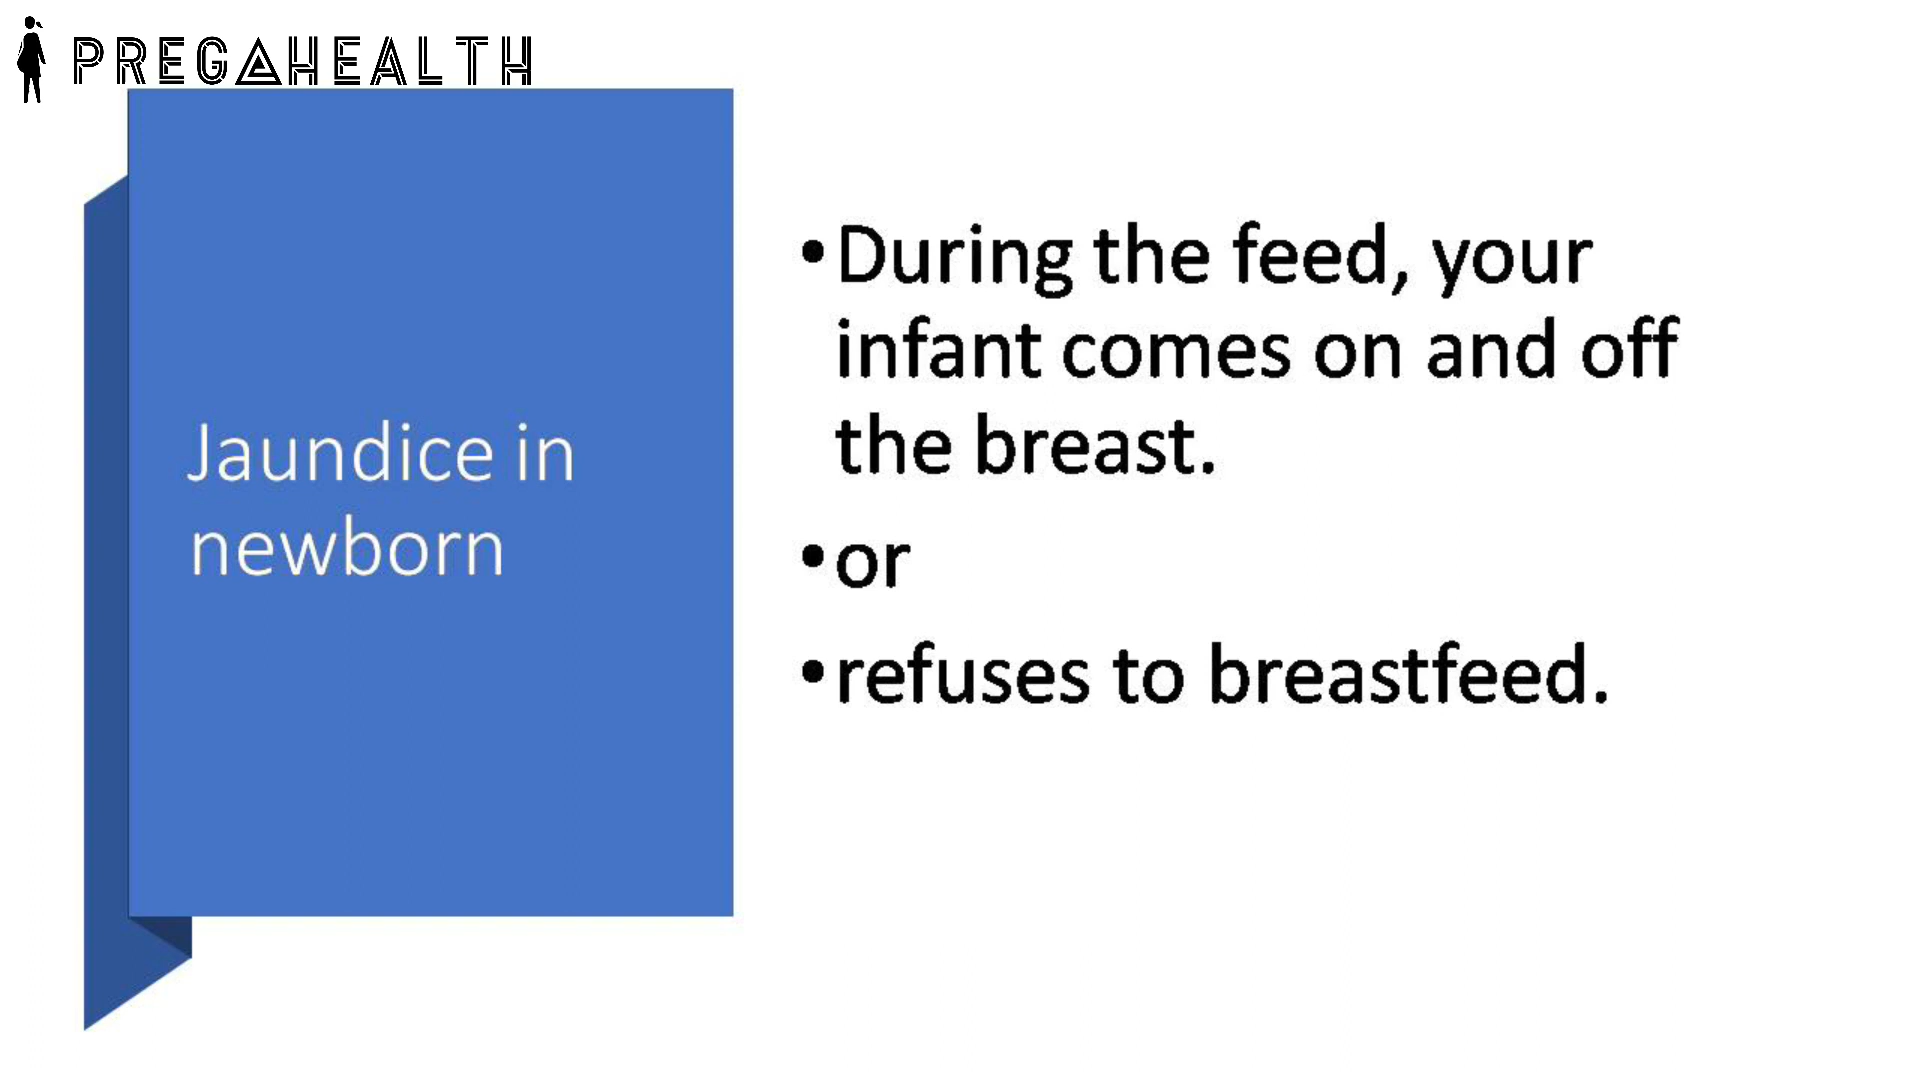 PREGAHEALTH
Jaundice in
newborn
•During the feed, your
infant comes on and off
the breast.
•or
•refuses to breastfeed.